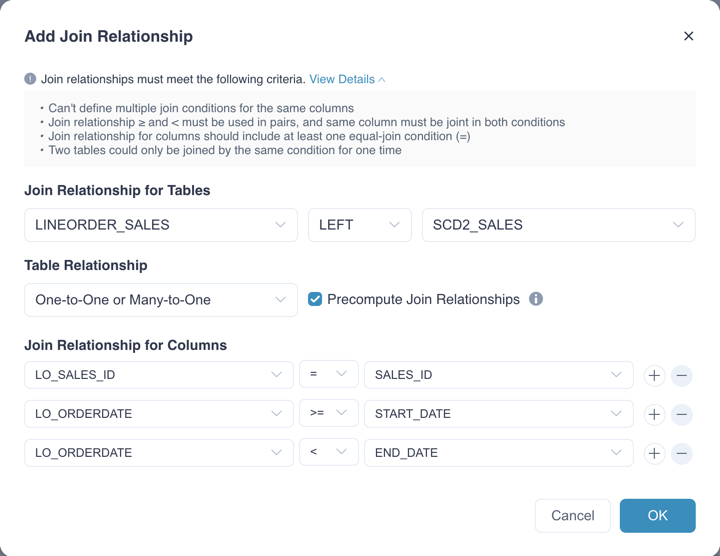 Add Join Relationship
Join relationships must meet the following criteria. View Details
• Can't define multiple join conditions for the same columns
• Join relationship ≥ and < must be used in pairs, and same column must be joint in both conditions
• Join relationship for columns should include at least one equal-join condition (=)
• Two tables could only be joined by the same condition for one time
Join Relationship for Tables
LINEORDER_SALES LEFT SCD2_SALES
Table Relationship
One-to-One or Many-to-One Precompute Join Relationships
Join Relationship for Columns
LO_SALES_ID = SALES_ID
LO_ORDERDATE >= START_DATE
LO_ORDERDATE < END_DATE
Cancel OK